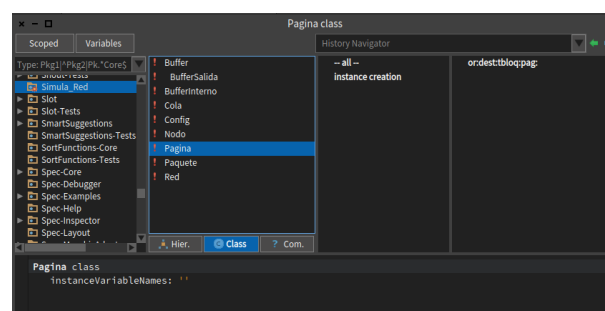 Pagina class
Scoped
Variables
History Navigator
Type: Pkg1|^Pkg2|Pk.*Core$
Simula_Red
Slot
Slot-Tests
SmartSuggestions
SmartSuggestions-Tests
SortFunctions-Core
SortFunctions-Tests
Spec-Core
Spec-Debugger
Spec-Examples
Spec-Help
Spec-Inspector
Spec-Layout
! Buffer
! BufferSalida
! BufferInterno
! Cola
! Config
! Nodo
! Pagina
! Paquete
! Red
Hier.
C Class
? Com.
-- all --
instance creation
or:dest:tbloq:pag:
Pagina class
instanceVariableNames: ''